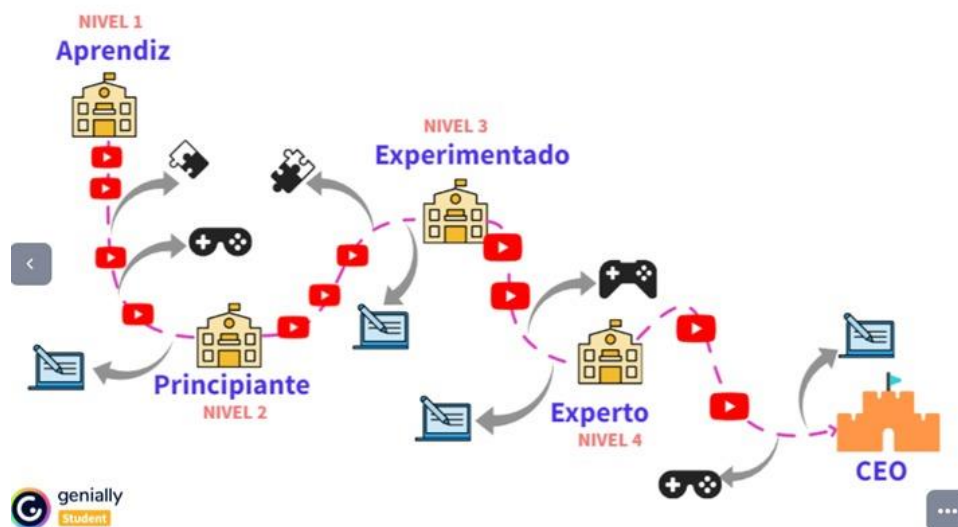 NIVEL 1
Aprendiz
NIVEL 3
Experimentado
Principiante
NIVEL 2
Experto
NIVEL 4
CEO
genially
Student